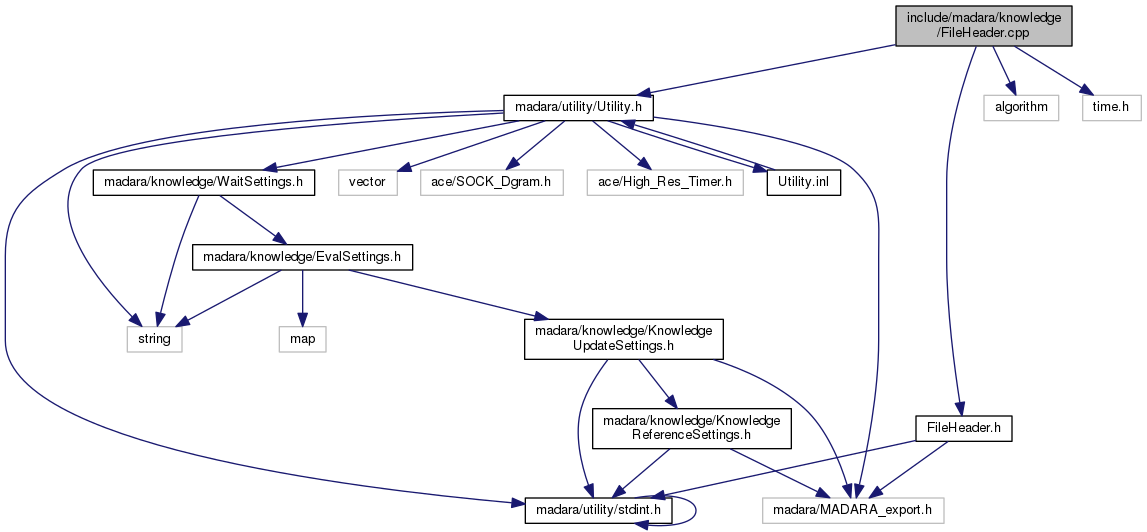 include/madara/knowledge
/FileHeader.cpp
madara/utility/Utility.h
algorithm
time.h
madara/knowledge/WaitSettings.h
vector
ace/SOCK_Dgram.h
ace/High_Res_Timer.h
Utility.inl
madara/knowledge/EvalSettings.h
string
map
madara/knowledge/Knowledge
UpdateSettings.h
madara/knowledge/Knowledge
ReferenceSettings.h
FileHeader.h
madara/utility/stdint.h
madara/MADARA_export.h